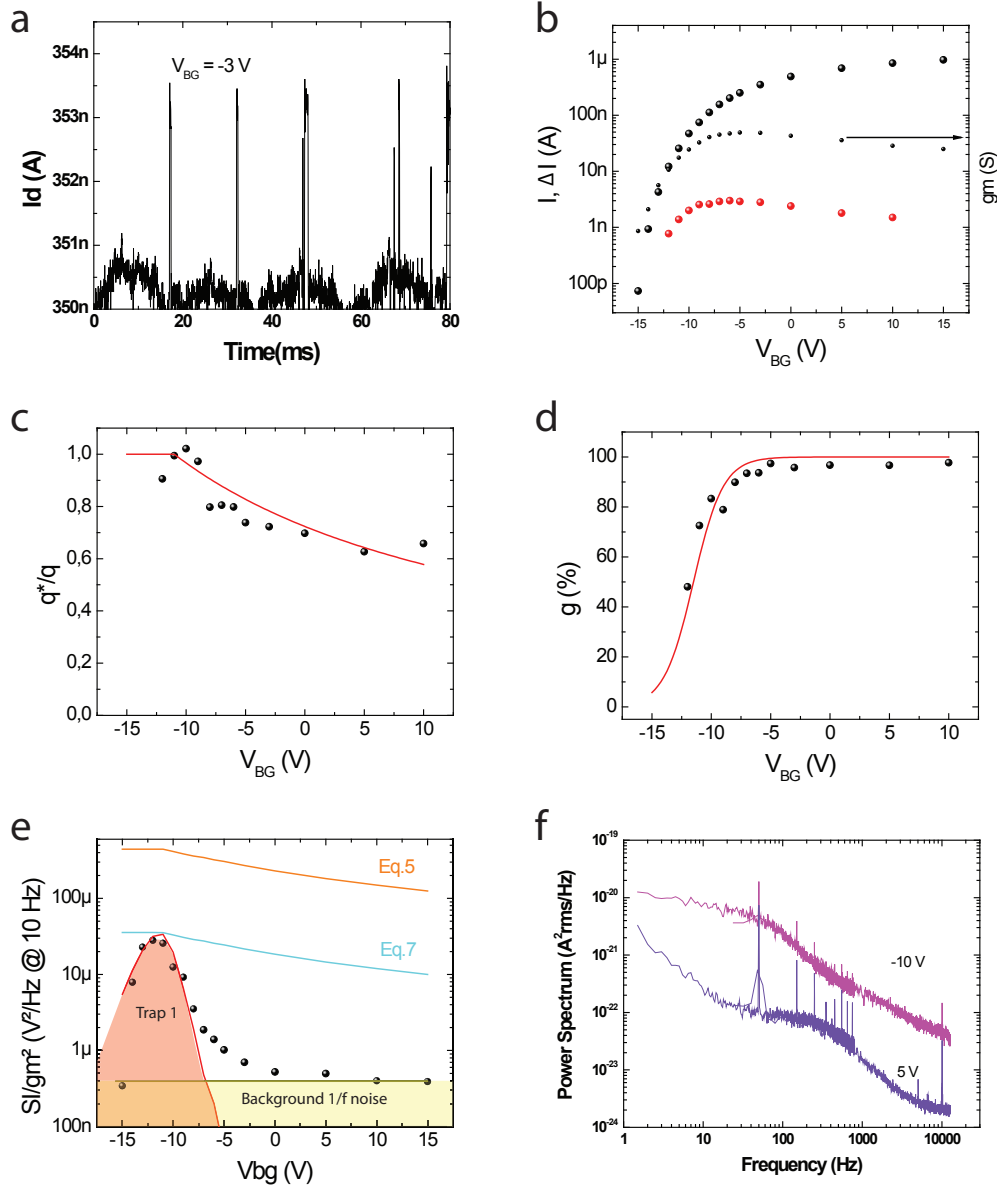 a
354n
353n
352n
351n
350n
Id (A)
V_BG = -3 V
0 20 40 60 80
Time(ms)
b
1µ
100n
10n
1n
100p
I, Δ I (A)
gm (S)
-15 -10 -5 0 5 10 15
V_BG (V)
c
1,0
0,8
0,6
0,4
0,2
0,0
q*/q
-15 -10 -5 0 5 10
V_BG (V)
d
100
80
60
40
20
0
g (%)
-15 -10 -5 0 5 10
V_BG (V)
e
100µ
10µ
1µ
100n
SI/gm² (V²/Hz @ 10 Hz)
Eq.5
Eq.7
Trap 1
Background 1/f noise
-15 -10 -5 0 5 10 15
Vbg (V)
f
10⁻¹⁹
10⁻²⁰
10⁻²¹
10⁻²²
10⁻²³
10⁻²⁴
Power Spectrum (A²rms/Hz)
-10 V
5 V
1 10 100 1000 10000
Frequency (Hz)